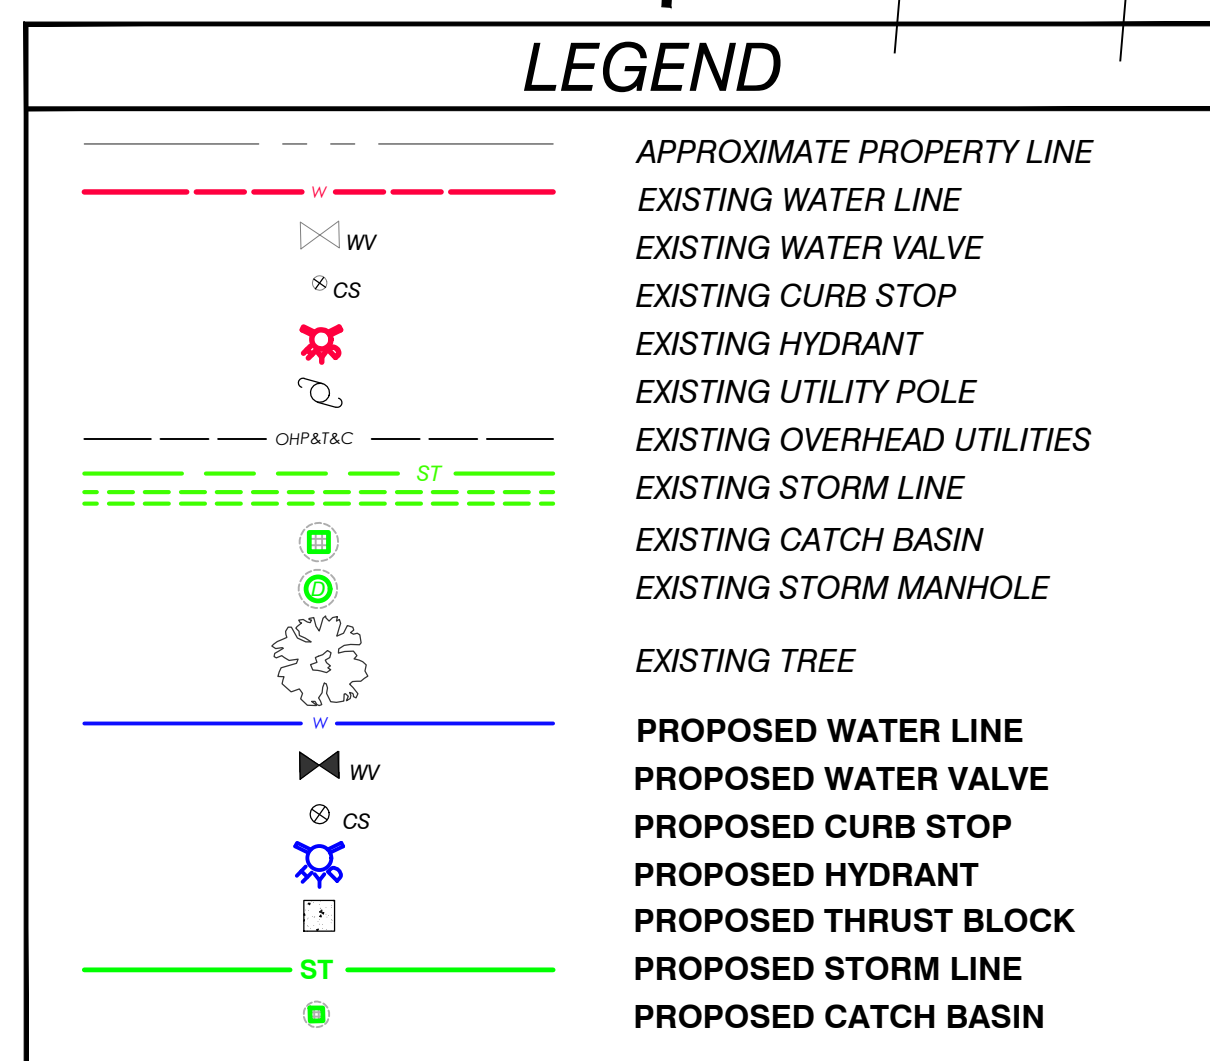 LEGEND
APPROXIMATE PROPERTY LINE
W EXISTING WATER LINE
WV EXISTING WATER VALVE
CS EXISTING CURB STOP
HYD EXISTING HYDRANT
EXISTING UTILITY POLE
OHP&T&C EXISTING OVERHEAD UTILITIES
ST EXISTING STORM LINE
EXISTING CATCH BASIN
D EXISTING STORM MANHOLE
EXISTING TREE
W PROPOSED WATER LINE
WV PROPOSED WATER VALVE
CS PROPOSED CURB STOP
HYD PROPOSED HYDRANT
PROPOSED THRUST BLOCK
ST PROPOSED STORM LINE
PROPOSED CATCH BASIN